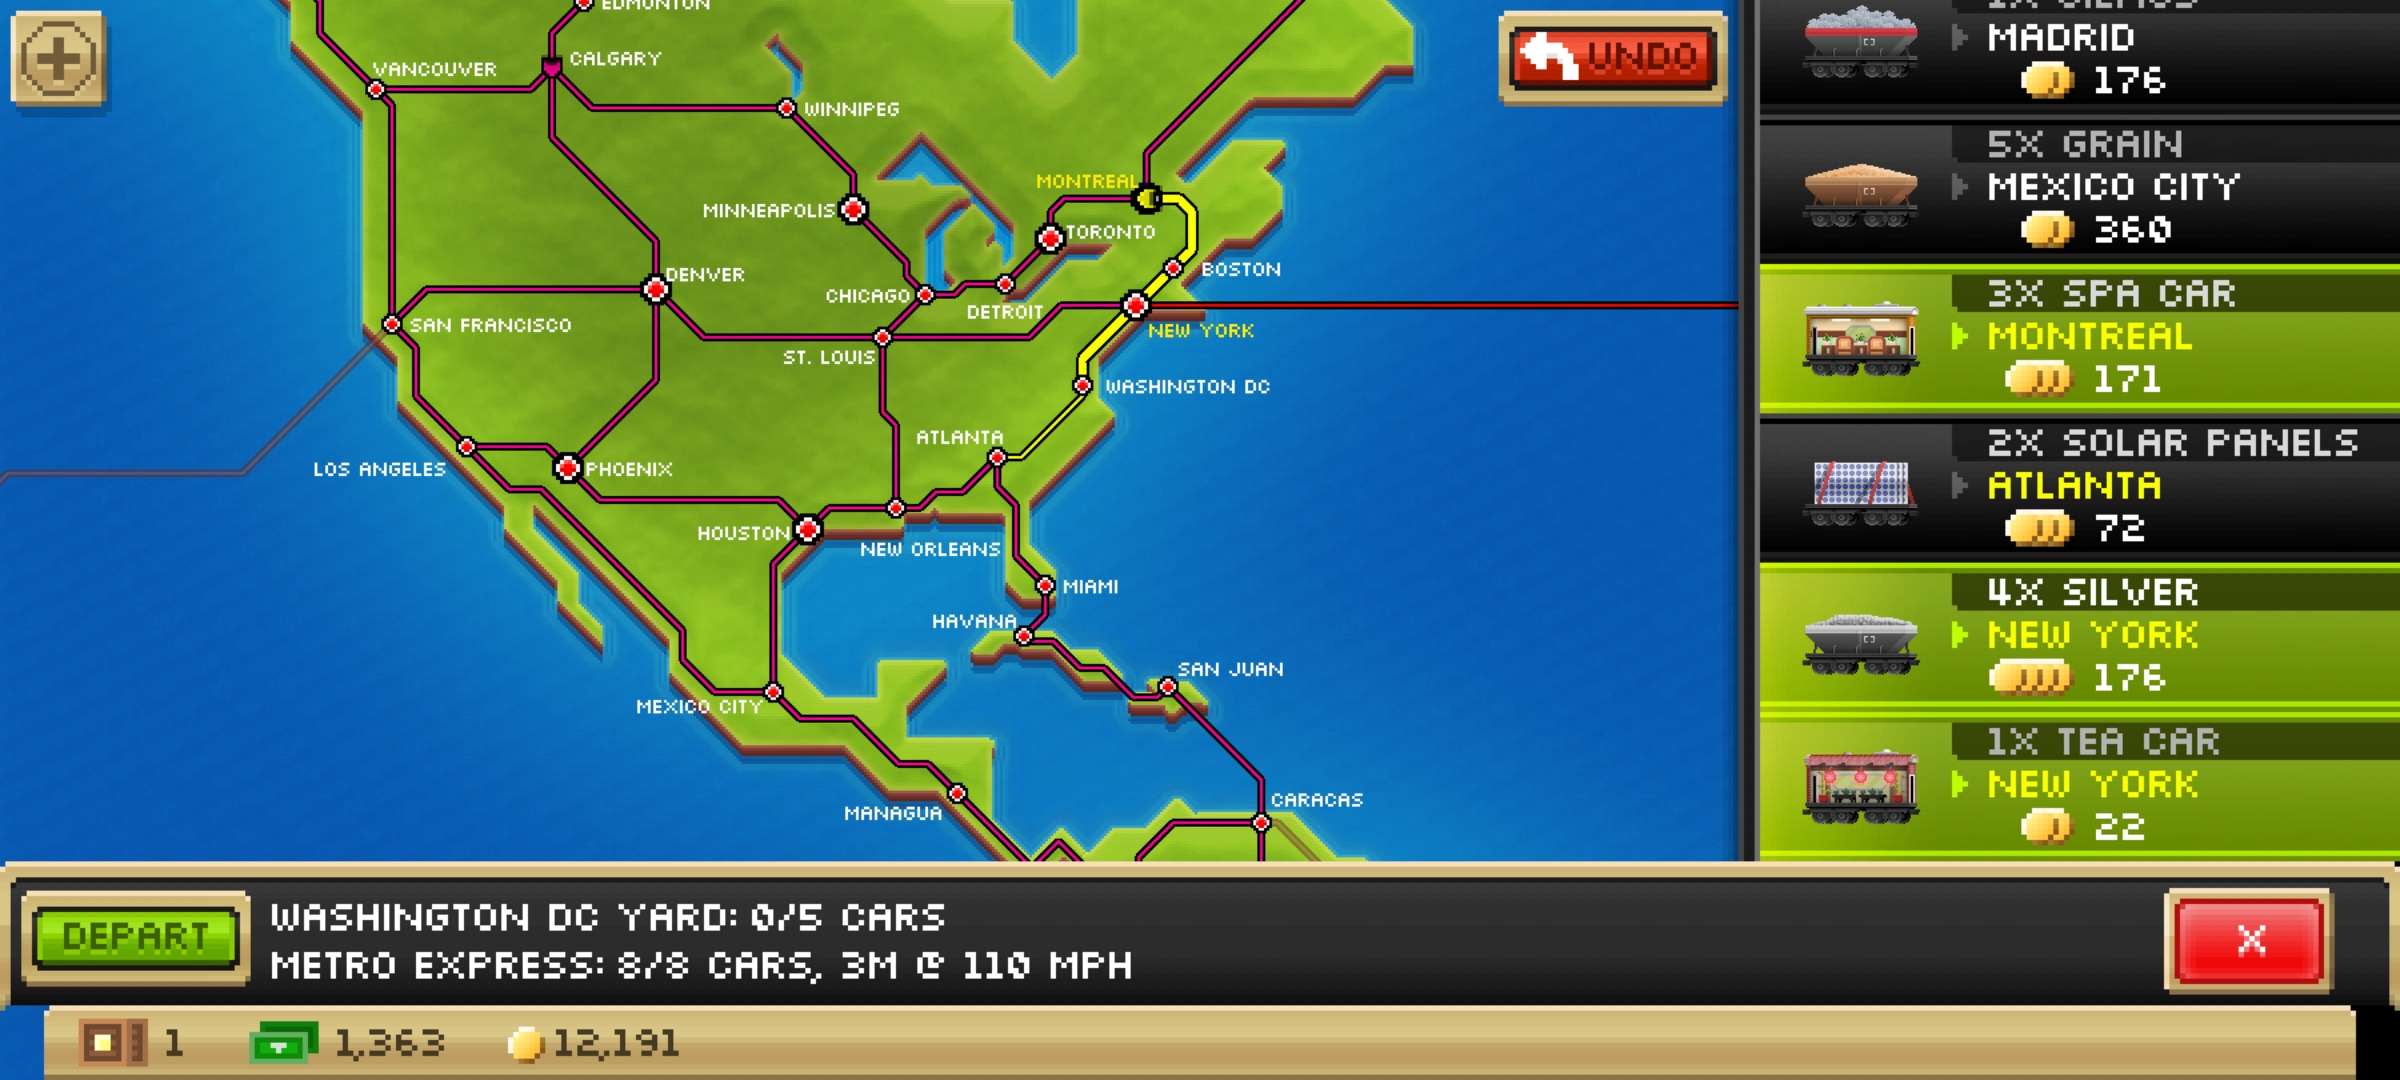 EDMONTON
CALGARY
VANCOUVER
WINNIPEG
MONTREAL
MINNEAPOLIS
TORONTO
BOSTON
DENVER
CHICAGO
DETROIT
SAN FRANCISCO
NEW YORK
ST. LOUIS
WASHINGTON DC
ATLANTA
LOS ANGELES
PHOENIX
HOUSTON
NEW ORLEANS
MIAMI
HAVANA
SAN JUAN
MEXICO CITY
MANAGUA
CARACAS
UNDO
MADRID
176
5X GRAIN
MEXICO CITY
360
3X SPA CAR
MONTREAL
171
2X SOLAR PANELS
ATLANTA
72
4X SILVER
NEW YORK
176
1X TEA CAR
NEW YORK
22
DEPART
WASHINGTON DC YARD: 0/5 CARS
METRO EXPRESS: 8/8 CARS, 3M @ 110 MPH
X
1
1,363
12,191